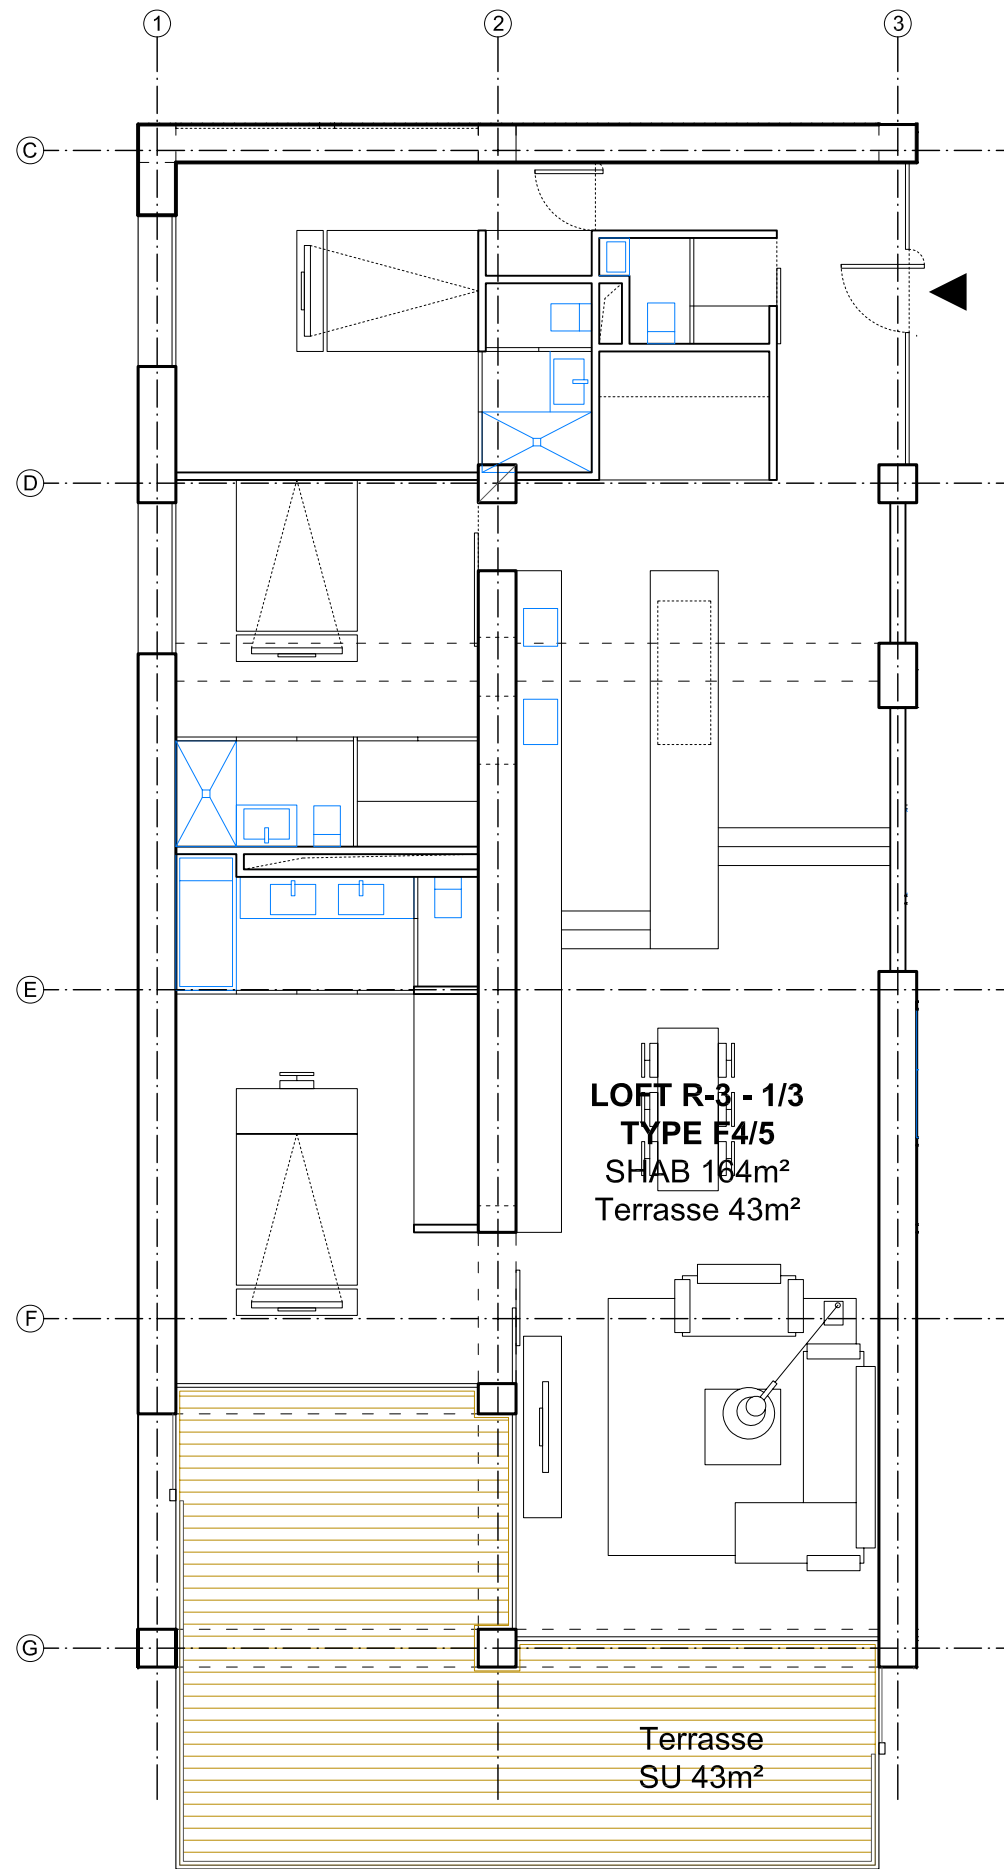 1 2 3
C
D
E
LOFT R-3 - 1/3
TYPE F4/5
SHAB 164m²
Terrasse 43m²
F
G
Terrasse
SU 43m²